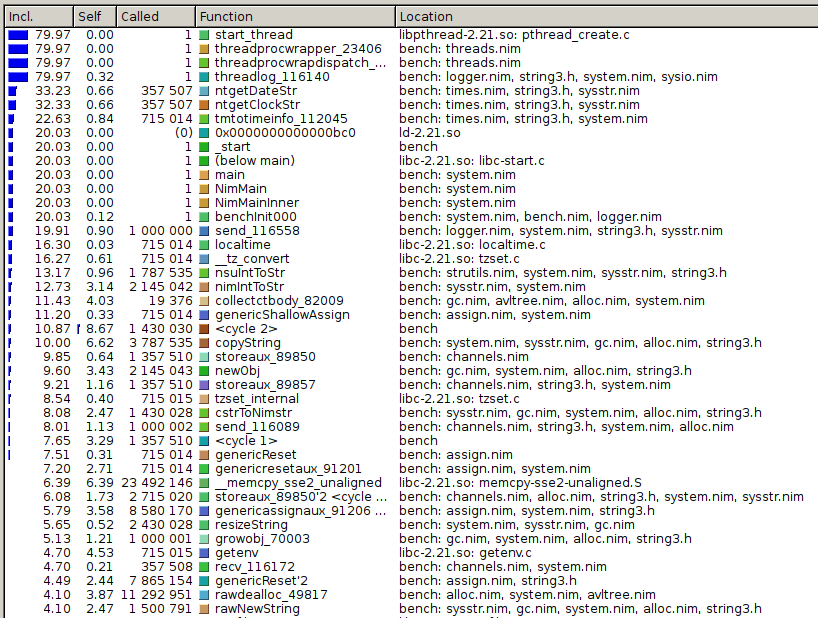 Incl. Self Called Function Location
79.97 0.00 1 start_thread libpthread-2.21.so: pthread_create.c
79.97 0.00 1 threadprocwrapper_23406 bench: threads.nim
79.97 0.00 1 threadprocwrapdispatch_... bench: threads.nim
79.97 0.32 1 threadlog_116140 bench: logger.nim, string3.h, system.nim, sysio.nim
33.23 0.66 357 507 ntgetDateStr bench: times.nim, string3.h, sysstr.nim
32.33 0.66 357 507 ntgetClockStr bench: times.nim, string3.h, sysstr.nim
22.63 0.84 715 014 tmtotimeinfo_112045 bench: times.nim, string3.h, system.nim
20.03 0.00 (0) 0x0000000000000bc0 ld-2.21.so
20.03 0.00 1 _start bench
20.03 0.00 1 (below main) libc-2.21.so: libc-start.c
20.03 0.00 1 main bench: system.nim
20.03 0.00 1 NimMain bench: system.nim
20.03 0.00 1 NimMainInner bench: system.nim
20.03 0.12 1 benchInit000 bench: system.nim, bench.nim, logger.nim
19.91 0.90 1 000 000 send_116558 bench: logger.nim, system.nim, string3.h, sysstr.nim
16.30 0.03 715 014 localtime libc-2.21.so: localtime.c
16.27 0.61 715 014 __tz_convert libc-2.21.so: tzset.c
13.17 0.96 1 787 535 nsuIntToStr bench: strutils.nim, system.nim, sysstr.nim, string3.h
12.73 3.14 2 145 042 nimIntToStr bench: sysstr.nim, system.nim
11.43 4.03 19 376 collectctbody_82009 bench: gc.nim, avltree.nim, alloc.nim, system.nim
11.20 0.33 715 014 genericShallowAssign bench: assign.nim, system.nim
10.87 8.67 1 430 030 <cycle 2> bench
10.00 6.62 3 787 535 copyString bench: system.nim, sysstr.nim, gc.nim, alloc.nim, string3.h
9.85 0.64 1 357 510 storeaux_89850 bench: channels.nim
9.60 3.43 2 145 043 newObj bench: gc.nim, system.nim, alloc.nim, string3.h
9.21 1.16 1 357 510 storeaux_89857 bench: channels.nim, string3.h, system.nim
8.54 0.40 715 015 tzset_internal libc-2.21.so: tzset.c
8.08 2.47 1 430 028 cstrToNimstr bench: sysstr.nim, gc.nim, system.nim, alloc.nim, string3.h
8.01 1.13 1 000 002 send_116089 bench: channels.nim, string3.h, system.nim, alloc.nim
7.65 3.29 1 357 510 <cycle 1> bench
7.51 0.31 715 014 genericReset bench: assign.nim
7.20 2.71 715 014 genericresetaux_91201 bench: assign.nim, system.nim
6.39 6.39 23 492 146 __memcpy_sse2_unaligned libc-2.21.so: memcpy-sse2-unaligned.S
6.08 1.73 2 715 020 storeaux_89850'2 <cycle ... bench: channels.nim, alloc.nim, string3.h, system.nim, sysstr.nim
5.79 3.58 8 580 170 genericassignaux_91206 ... bench: assign.nim, system.nim, string3.h
5.65 0.52 2 430 028 resizeString bench: system.nim, sysstr.nim, gc.nim
5.13 1.21 1 000 001 growobj_70003 bench: gc.nim, system.nim, alloc.nim, string3.h
4.70 4.53 715 015 getenv libc-2.21.so: getenv.c
4.70 0.21 357 508 recv_116172 bench: channels.nim, system.nim
4.49 2.44 7 865 154 genericReset'2 bench: assign.nim, string3.h
4.10 3.87 11 292 951 rawdealloc_49817 bench: alloc.nim, system.nim, avltree.nim
4.10 2.47 1 500 791 rawNewString bench: sysstr.nim, gc.nim, system.nim, alloc.nim, string3.h